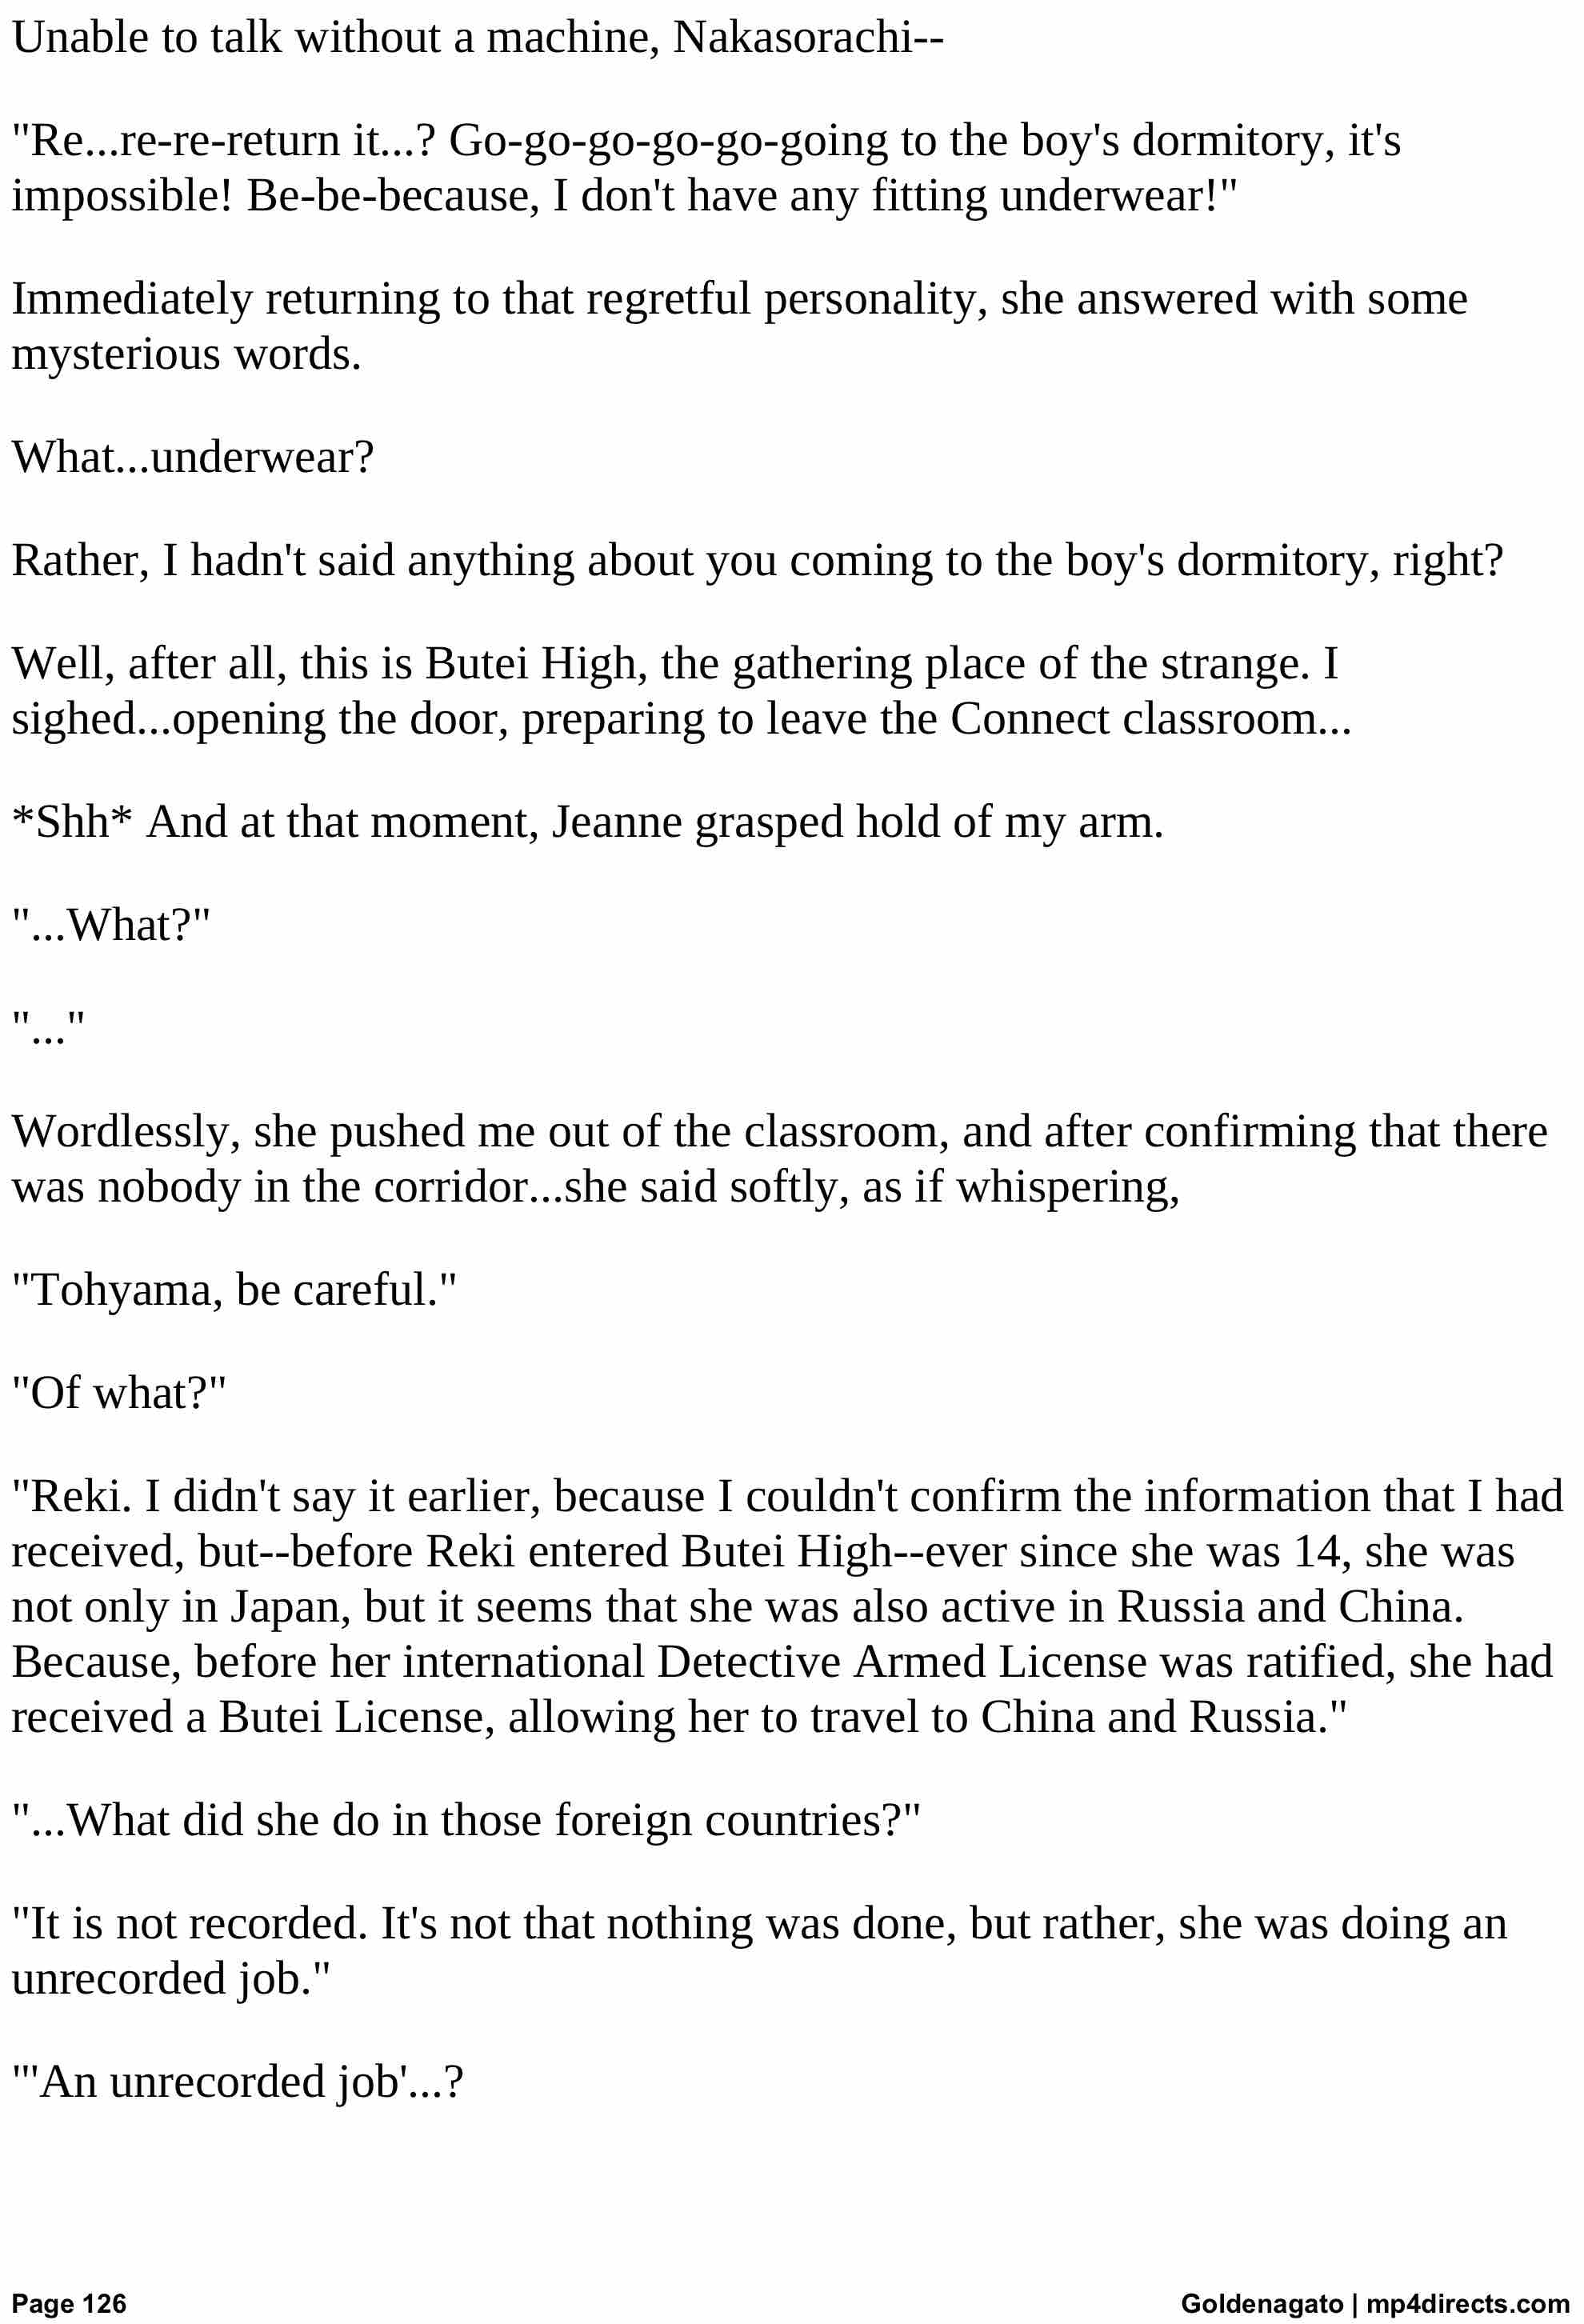 Unable to talk without a machine, Nakasorachi--
"Re...re-re-return it...? Go-go-go-go-go-going to the boy's dormitory, it's
impossible! Be-be-because, I don't have any fitting underwear!"
Immediately returning to that regretful personality, she answered with some
mysterious words.
What...underwear?
Rather, I hadn't said anything about you coming to the boy's dormitory, right?
Well, after all, this is Butei High, the gathering place of the strange. I
sighed...opening the door, preparing to leave the Connect classroom...
*Shh* And at that moment, Jeanne grasped hold of my arm.
"...What?"
"..."
Wordlessly, she pushed me out of the classroom, and after confirming that there
was nobody in the corridor...she said softly, as if whispering,
"Tohyama, be careful."
"Of what?"
"Reki. I didn't say it earlier, because I couldn't confirm the information that I had
received, but--before Reki entered Butei High--ever since she was 14, she was
not only in Japan, but it seems that she was also active in Russia and China.
Because, before her international Detective Armed License was ratified, she had
received a Butei License, allowing her to travel to China and Russia."
"...What did she do in those foreign countries?"
"It is not recorded. It's not that nothing was done, but rather, she was doing an
unrecorded job."
"'An unrecorded job'...?
Page 126
Goldenagato | mp4directs.com